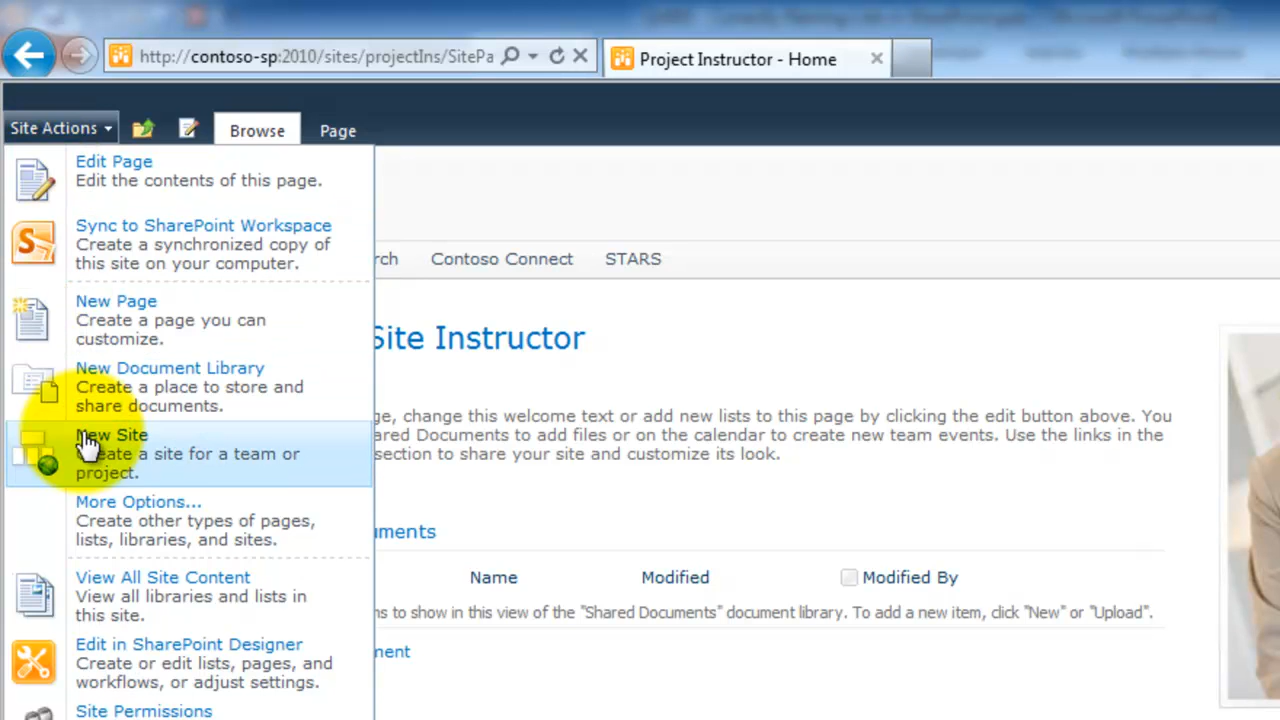 http://contoso-sp:2010/sites/projectIns/SitePa
Project Instructor - Home
Site Actions
Browse
Page
Edit Page
Edit the contents of this page.
Sync to SharePoint Workspace
Create a synchronized copy of
this site on your computer.
New Page
Create a page you can
customize.
New Document Library
Create a place to store and
share documents.
New Site
Create a site for a team or
project.
More Options...
Create other types of pages,
lists, libraries, and sites.
View All Site Content
View all libraries and lists in
this site.
Edit in SharePoint Designer
Create or edit lists, pages, and
workflows, or adjust settings.
Site Permissions
rch
Contoso Connect
STARS
Site Instructor
ge, change this welcome text or add new lists to this page by clicking the edit button above. You
ared Documents to add files or on the calendar to create new team events. Use the links in the
section to share your site and customize its look.
uments
Name
Modified
Modified By
ns to show in this view of the "Shared Documents" document library. To add a new item, click "New" or "Upload".
ment